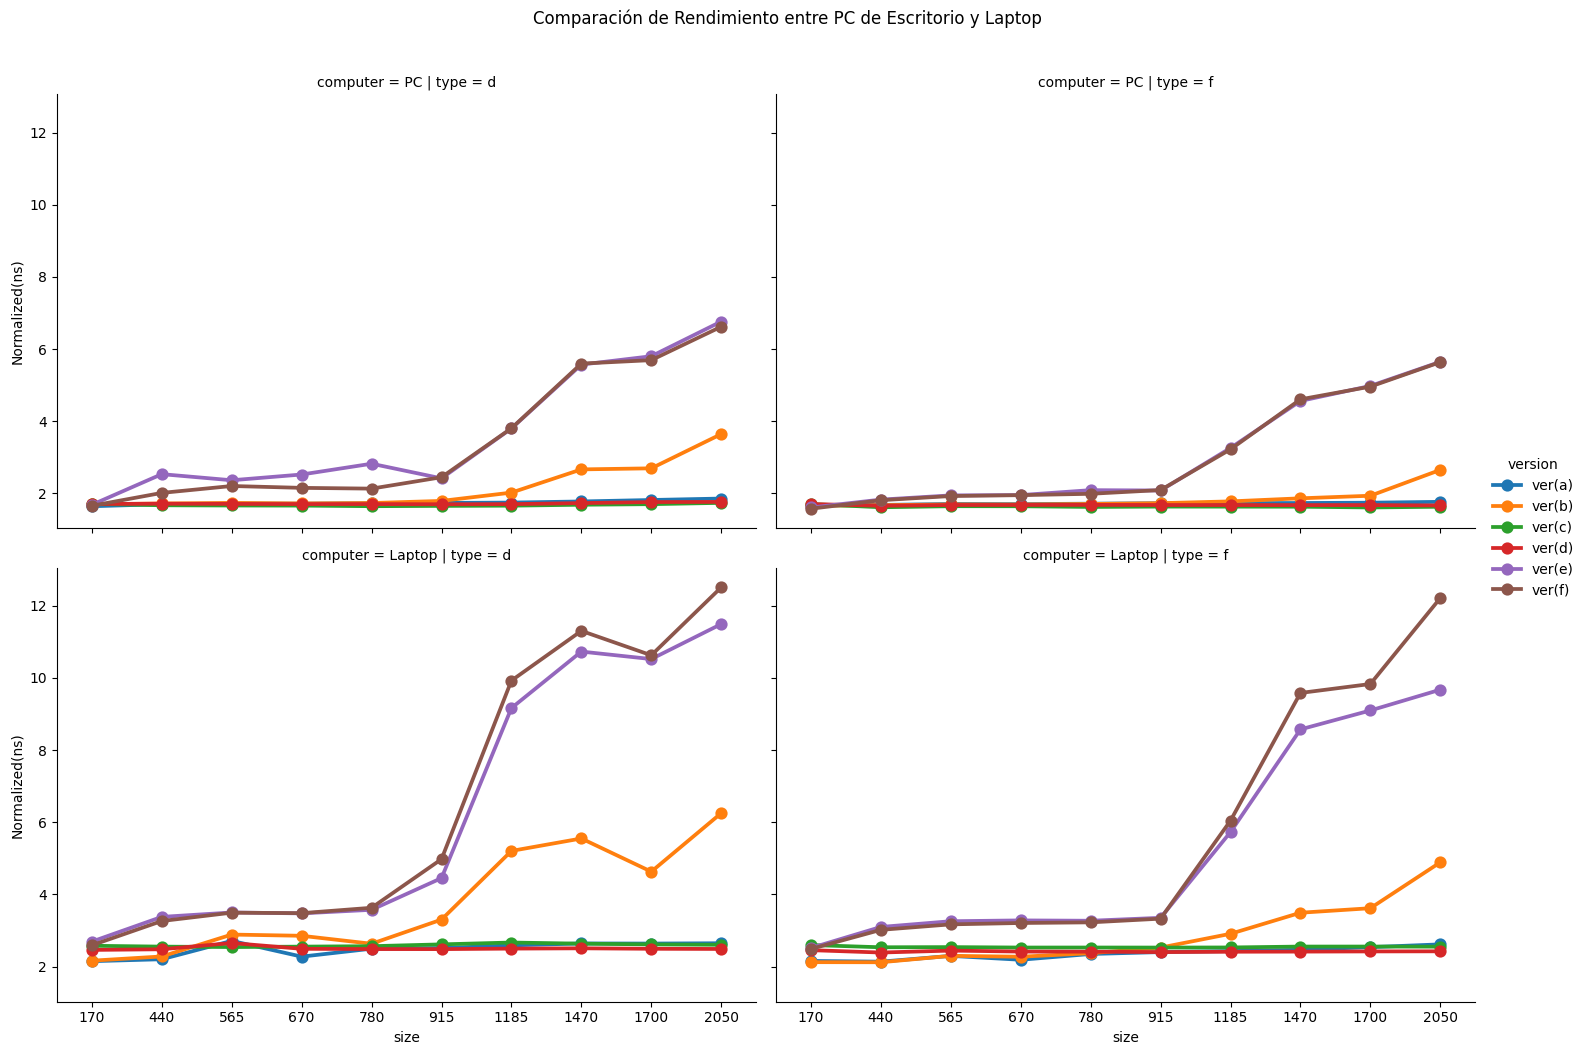 Comparación de Rendimiento entre PC de Escritorio y Laptop
computer = PC | type = d
computer = PC | type = f
12
10
8
6
4
2
Normalized(ns)
version
ver(a)
ver(b)
ver(c)
ver(d)
ver(e)
ver(f)
computer = Laptop | type = d
computer = Laptop | type = f
12
10
8
6
4
2
Normalized(ns)
170 440 565 670 780 915 1185 1470 1700 2050
170 440 565 670 780 915 1185 1470 1700 2050
size
size